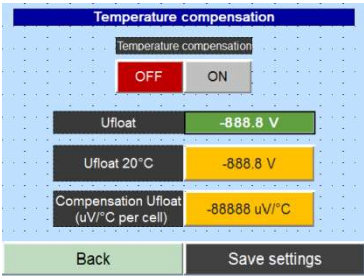 Temperature compensation
Temperature compensation
OFF ON
Ufloat -888.8 V
Ufloat 20°C -888.8 V
Compensation Ufloat
(uV/°C per cell) -88888 uV/°C
Back Save settings